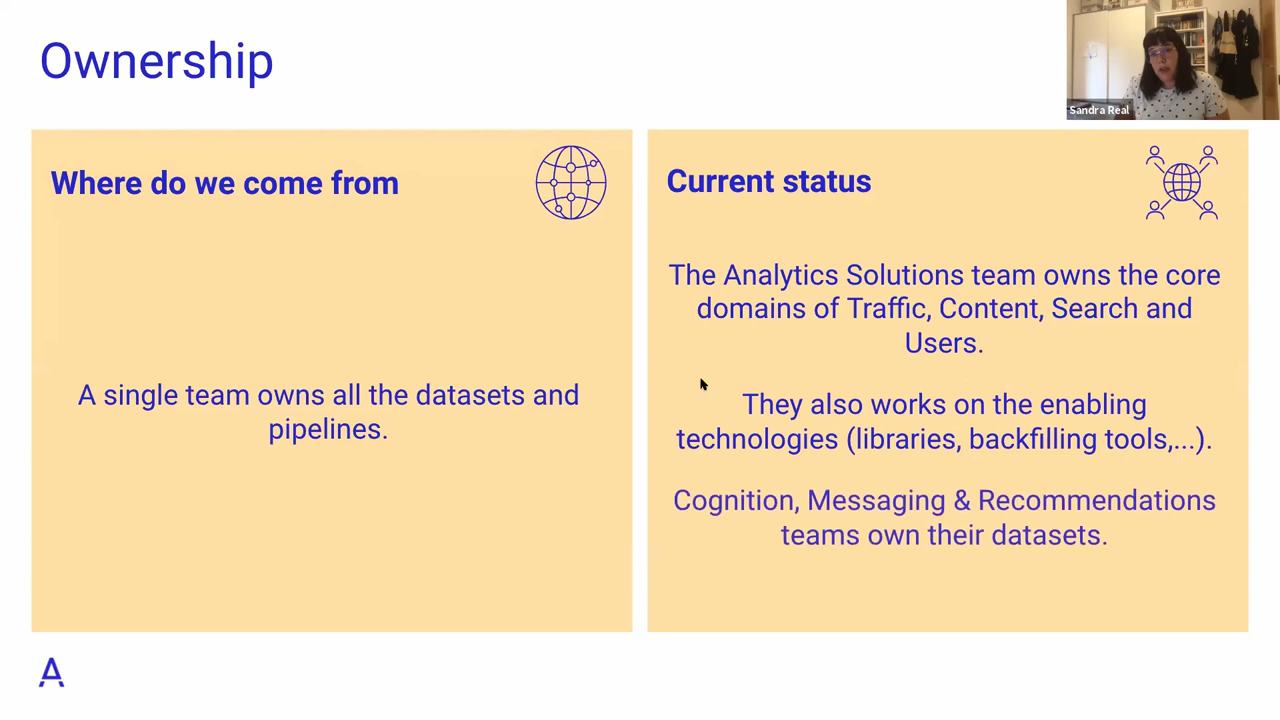 Ownership
Sandra Real
Where do we come from
A single team owns all the datasets and
pipelines.
Current status
The Analytics Solutions team owns the core
domains of Traffic, Content, Search and
Users.
They also works on the enabling
technologies (libraries, backfilling tools,...).
Cognition, Messaging & Recommendations
teams own their datasets.
A